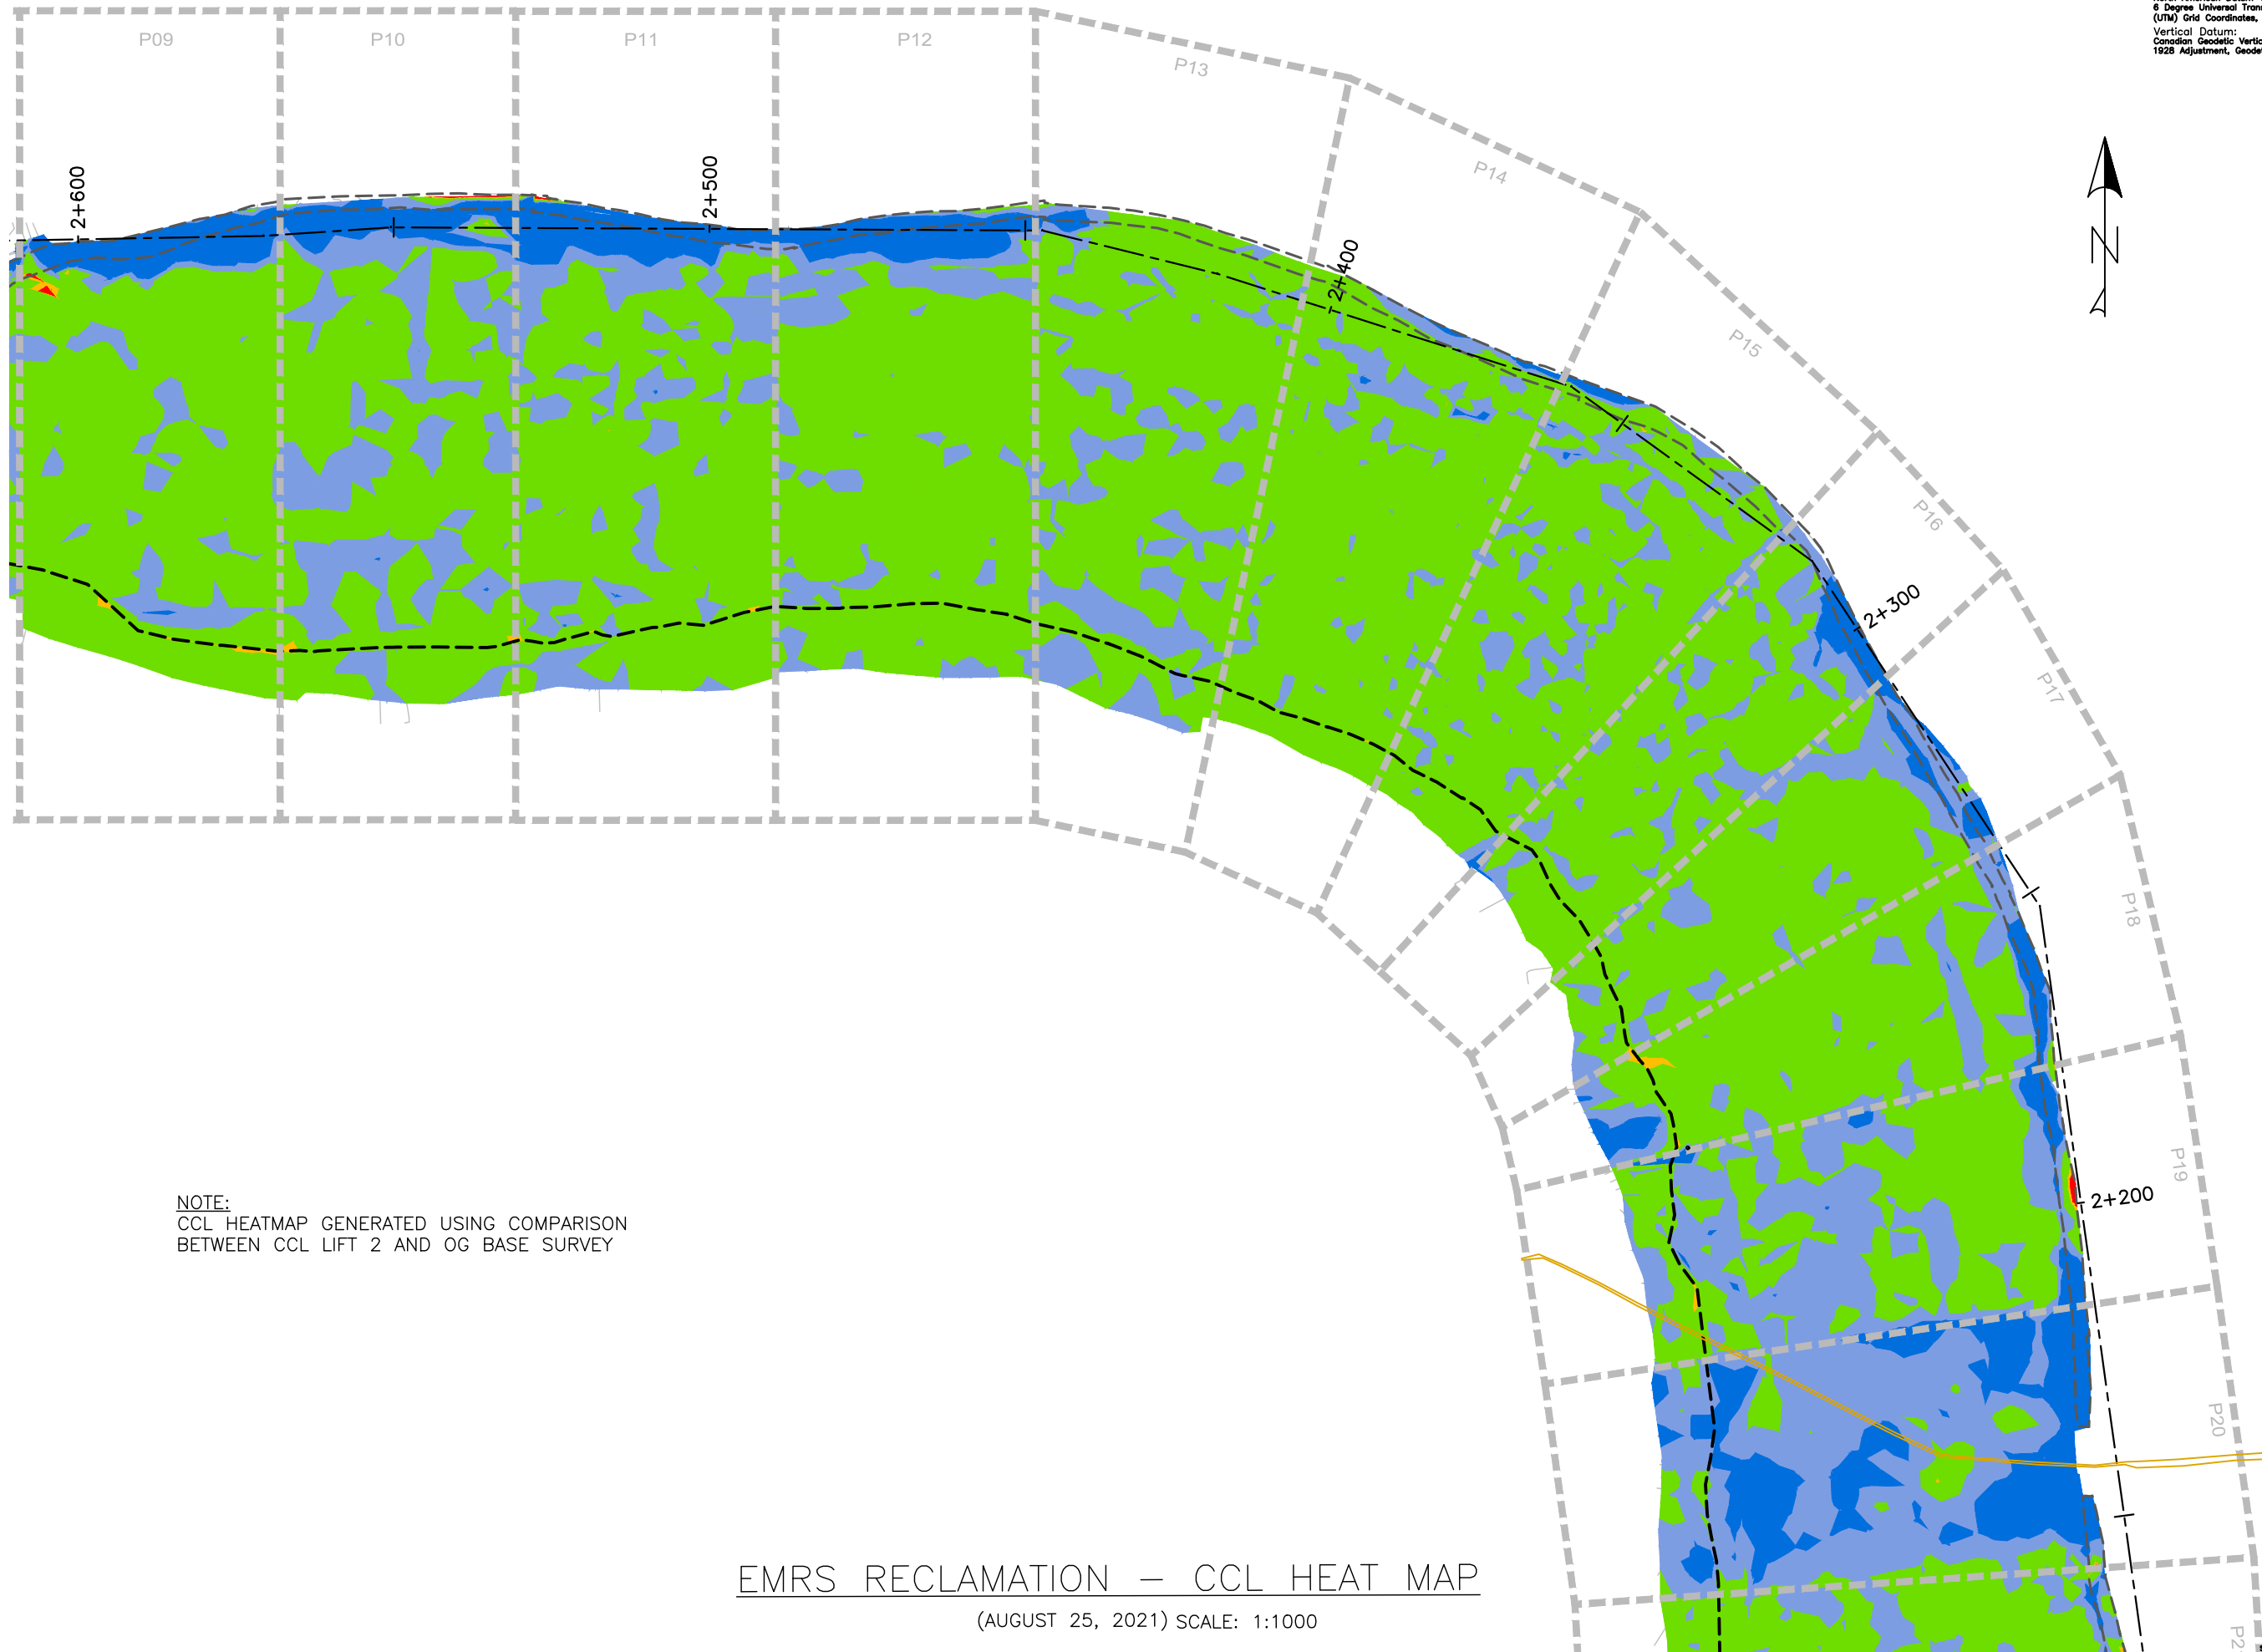 6 Degree Universal
(UTM) Grid Coordinates,
Vertical Datum:
Canadian Geodetic
1928 Adjustment,
P09
P10
P11
P12
P13
P14
P15
P16
P17
P18
P19
P20
2+600
2+500
2+400
2+300
2+200
N
NOTE:
CCL HEATMAP GENERATED USING COMPARISON
BETWEEN CCL LIFT 2 AND OG BASE SURVEY
EMRS RECLAMATION – CCL HEAT MAP
(AUGUST 25, 2021) SCALE: 1:1000